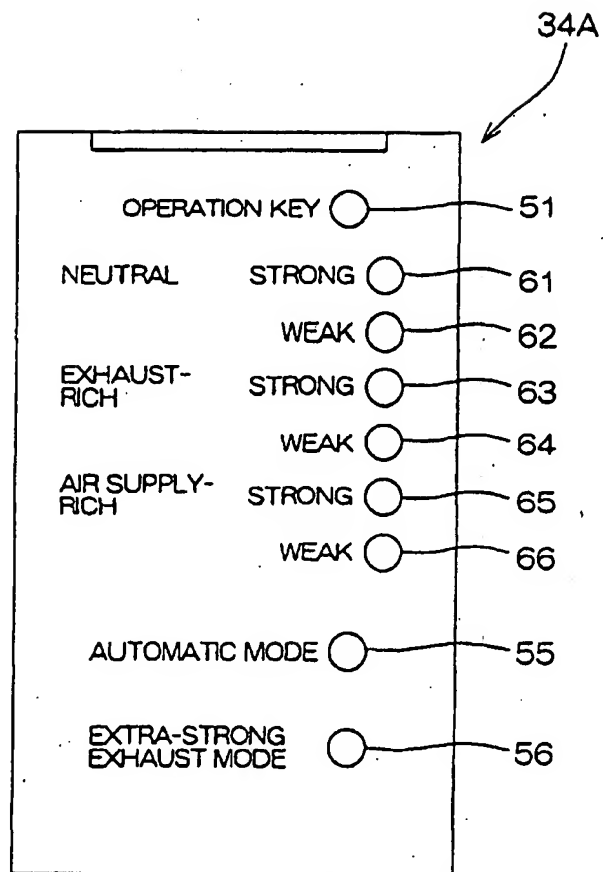 34A
OPERATION KEY 51
NEUTRAL STRONG 61
WEAK 62
EXHAUST-
RICH STRONG 63
WEAK 64
AIR SUPPLY-
RICH STRONG 65
WEAK 66
AUTOMATIC MODE 55
EXTRA-STRONG
EXHAUST MODE 56